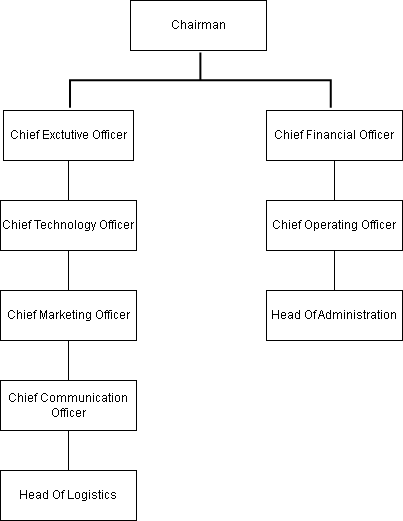 Chairman
Chief Exctutive Officer
Chief Financial Officer
Chief Technology Officer
Chief Operating Officer
Chief Marketing Officer
Head Of Administration
Chief Communication
Officer
Head Of Logistics